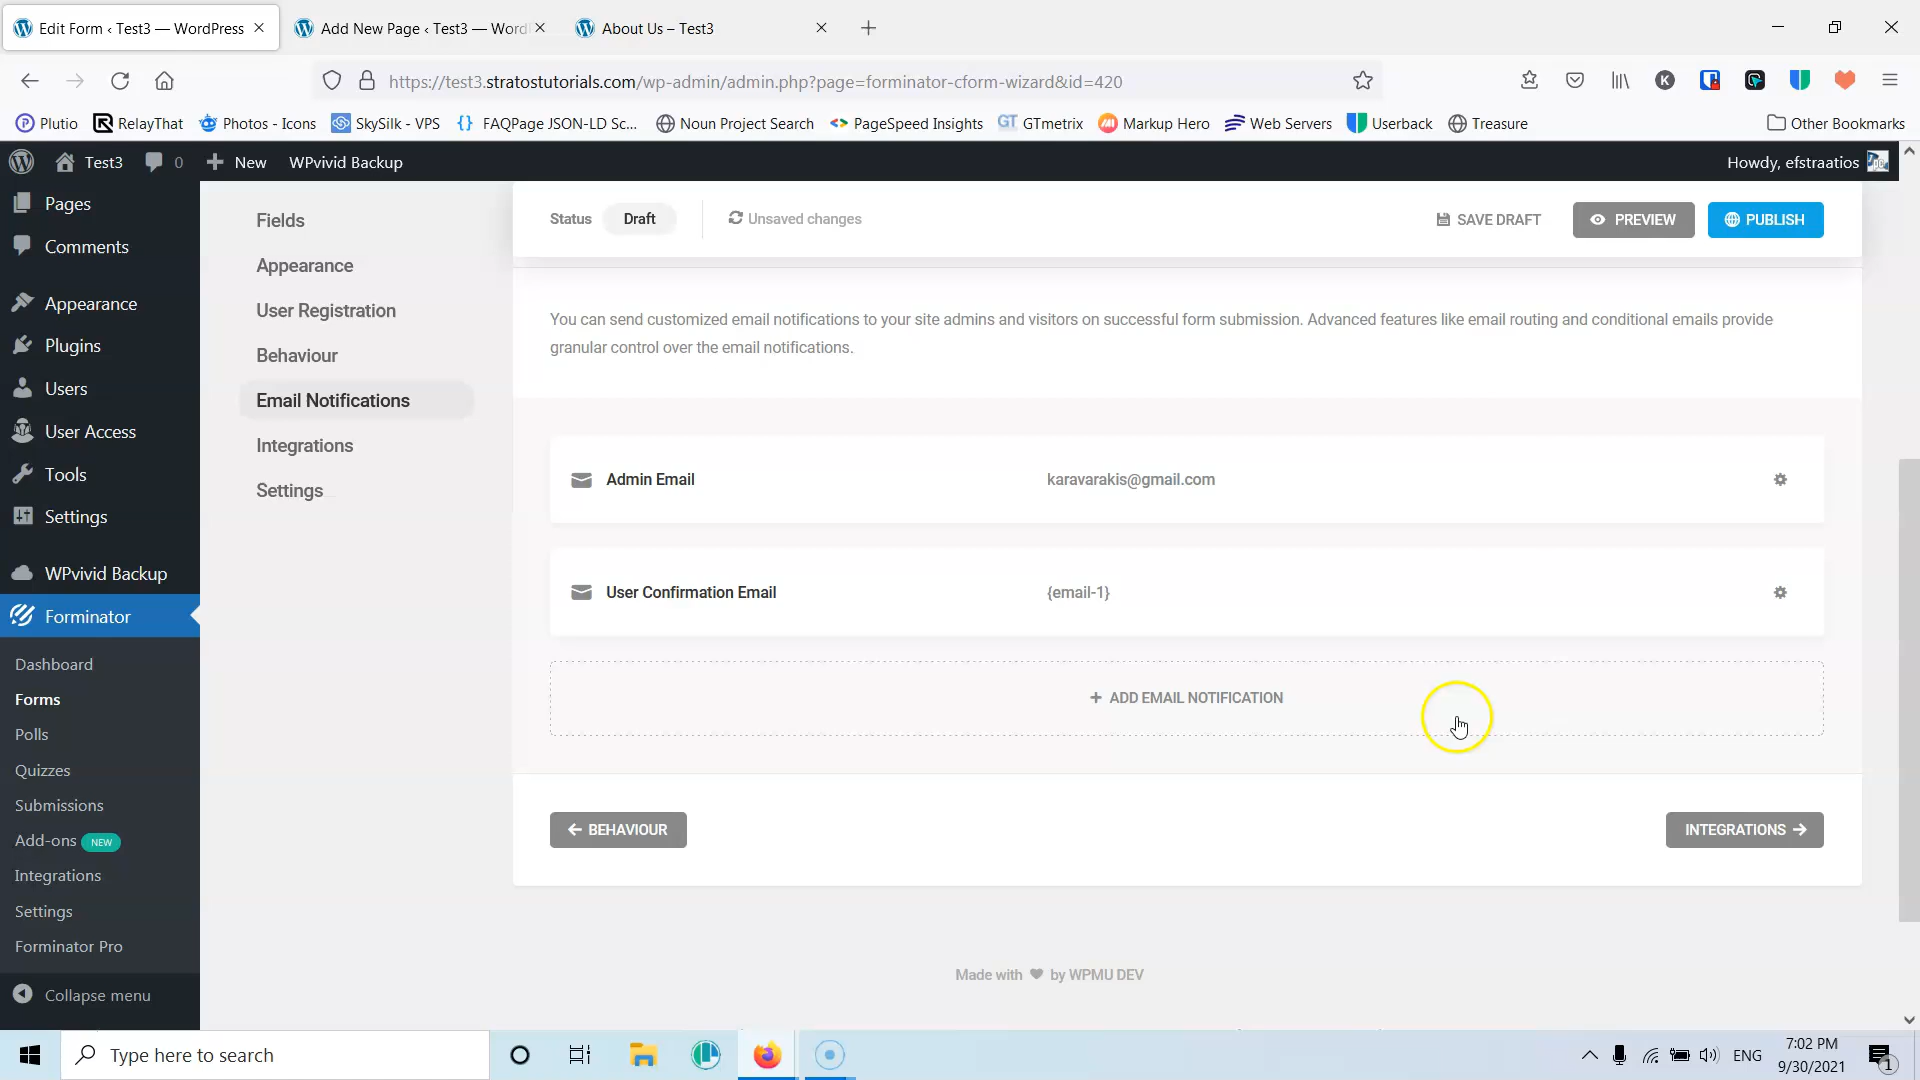 Edit Form ‹ Test3 — WordPress
Add New Page ‹ Test3 — Word
About Us – Test3
https://test3.stratostutorials.com/wp-admin/admin.php?page=forminator-cform-wizard&id=420
Plutio
RelayThat
Photos - Icons
SkySilk - VPS
FAQPage JSON-LD Sc...
Noun Project Search
PageSpeed Insights
GTmetrix
Markup Hero
Web Servers
Userback
Treasure
Other Bookmarks
Test3
0
New
WPvivid Backup
Howdy, efstraatios
Pages
Comments
Appearance
Plugins
Users
User Access
Tools
Settings
WPvivid Backup
Forminator
Dashboard
Forms
Polls
Quizzes
Submissions
Add-ons NEW
Integrations
Settings
Forminator Pro
Collapse menu
Fields
Appearance
User Registration
Behaviour
Email Notifications
Integrations
Settings
Status Draft
Unsaved changes
SAVE DRAFT
PREVIEW
PUBLISH
You can send customized email notifications to your site admins and visitors on successful form submission. Advanced features like email routing and conditional emails provide
granular control over the email notifications.
Admin Email
karavarakis@gmail.com
User Confirmation Email
{email-1}
+ ADD EMAIL NOTIFICATION
← BEHAVIOUR
INTEGRATIONS →
Made with ♥ by WPMU DEV
Type here to search
ENG
7:02 PM
9/30/2021
1